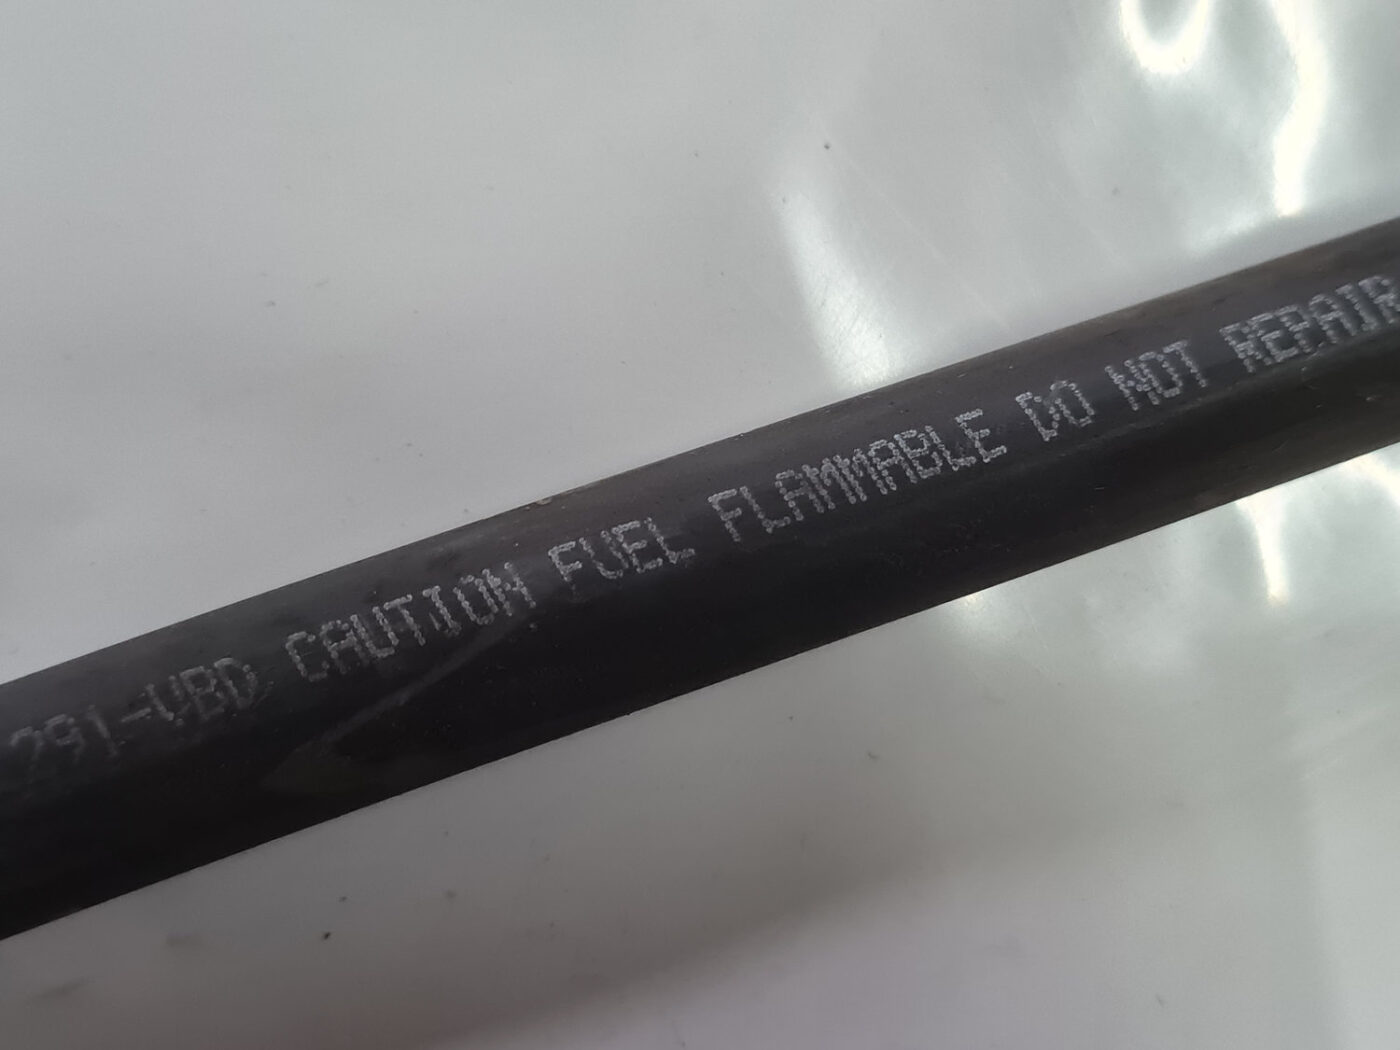 291-VBD CAUTION FUEL FLAMMABLE DO NOT REPAIR